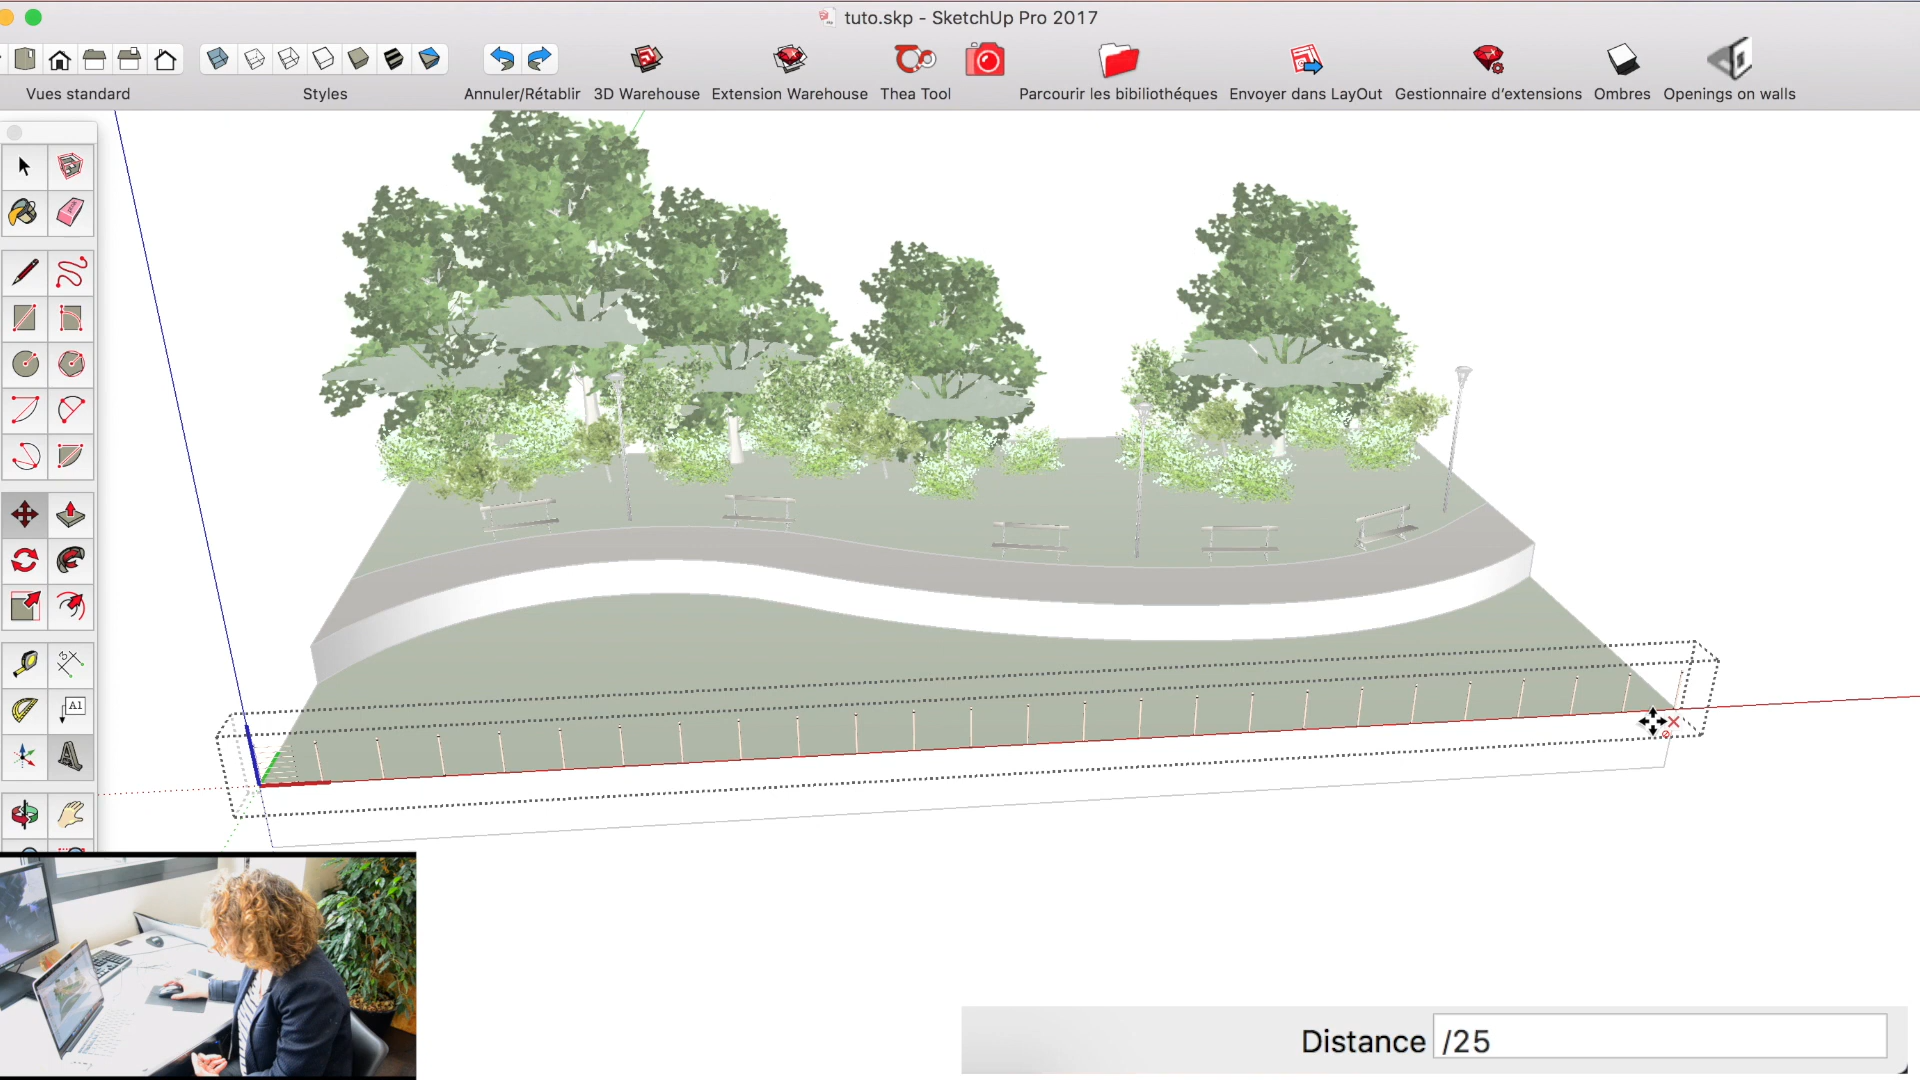 tuto.skp - SketchUp Pro 2017
Vues standard
Styles
Annuler/Rétablir
3D Warehouse
Extension Warehouse
Thea Tool
Parcourir les bibiliothéques
Envoyer dans LayOut
Gestionnaire d'extensions
Ombres
Openings on walls
A1
Distance /25